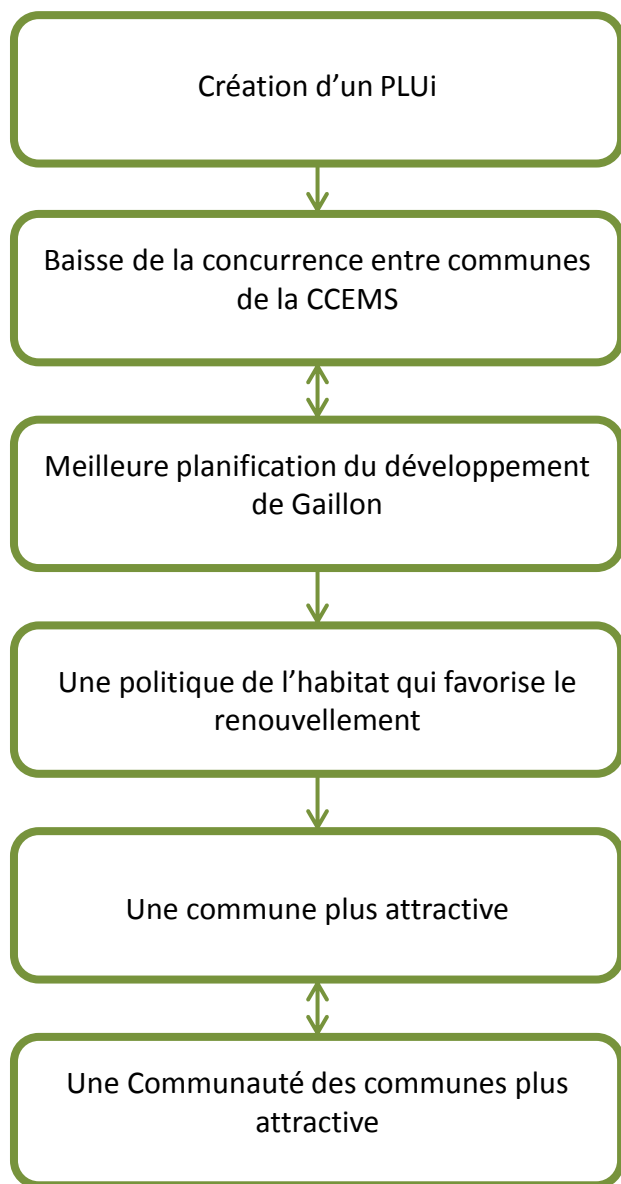 Création d’un PLUi
Baisse de la concurrence entre communes
de la CCEMS
Meilleure planification du développement
de Gaillon
Une politique de l’habitat qui favorise le
renouvellement
Une commune plus attractive
Une Communauté des communes plus
attractive